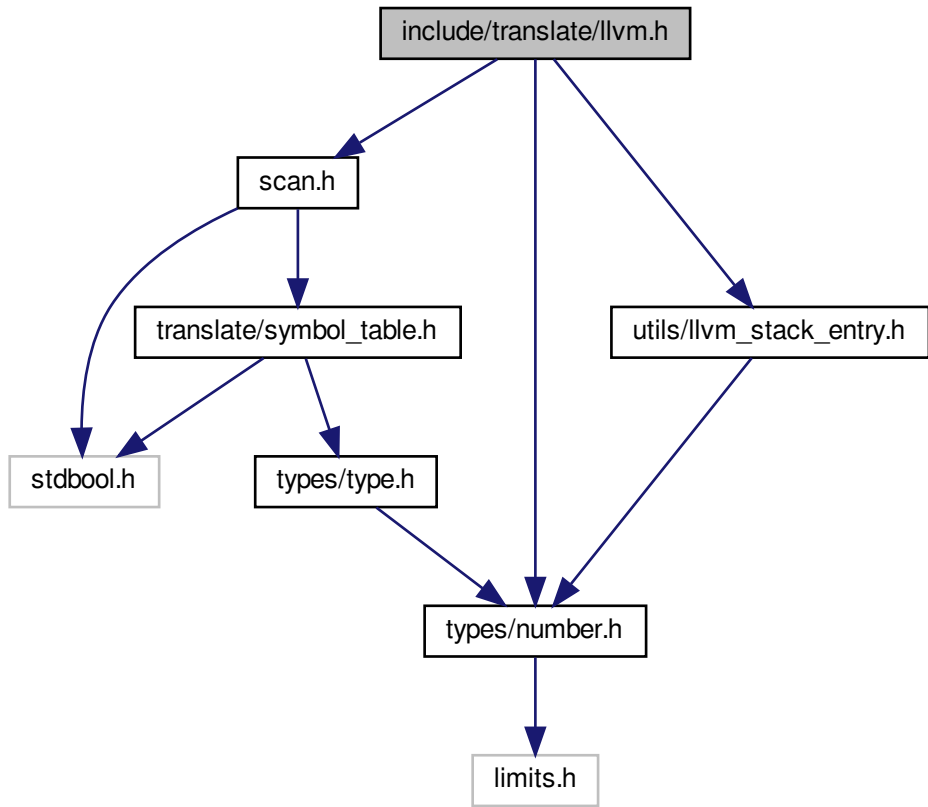 include/translate/llvm.h
scan.h
translate/symbol_table.h
utils/llvm_stack_entry.h
stdbool.h
types/type.h
types/number.h
limits.h